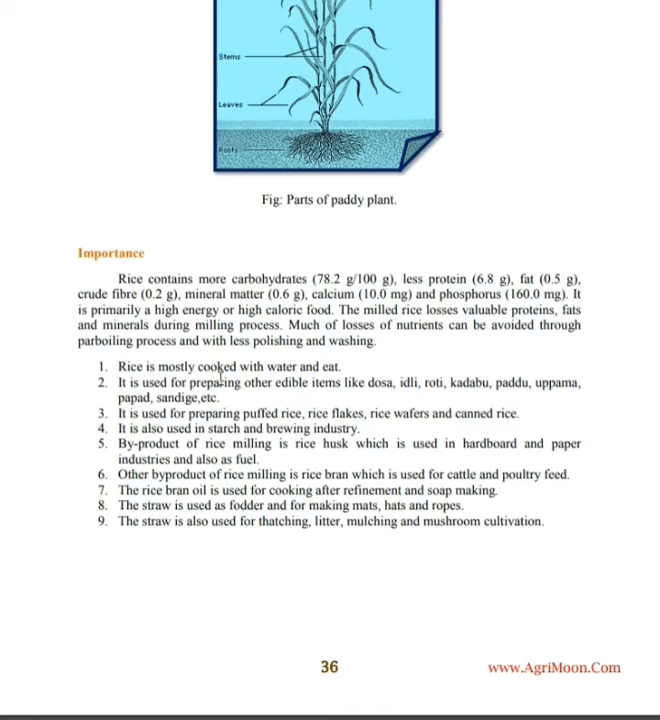 Stems
Leaves
Roots
Fig: Parts of paddy plant.
Importance
Rice contains more carbohydrates (78.2 g/100 g), less protein (6.8 g), fat (0.5 g),
crude fibre (0.2 g), mineral matter (0.6 g), calcium (10.0 mg) and phosphorus (160.0 mg). It
is primarily a high energy or high caloric food. The milled rice losses valuable proteins, fats
and minerals during milling process. Much of losses of nutrients can be avoided through
parboiling process and with less polishing and washing.
1. Rice is mostly cooked with water and eat.
2. It is used for preparing other edible items like dosa, idli, roti, kadabu, paddu, uppama,
papad, sandige,etc.
3. It is used for preparing puffed rice, rice flakes, rice wafers and canned rice.
4. It is also used in starch and brewing industry.
5. By-product of rice milling is rice husk which is used in hardboard and paper
industries and also as fuel.
6. Other byproduct of rice milling is rice bran which is used for cattle and poultry feed.
7. The rice bran oil is used for cooking after refinement and soap making.
8. The straw is used as fodder and for making mats, hats and ropes.
9. The straw is also used for thatching, litter, mulching and mushroom cultivation.
36
www.AgriMoon.Com